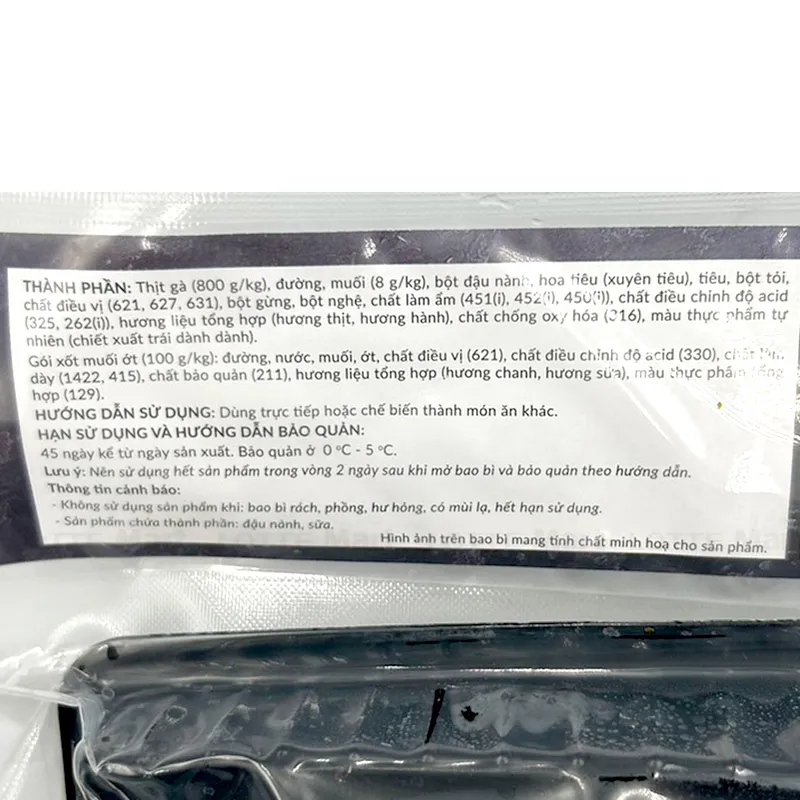 THÀNH PHẦN: Thịt gà (800 g/kg), đường, muối (8 g/kg), bột đậu nành, hoa tiêu (xuyên tiêu), tiêu, bột tỏi,
chất điều vị (621, 627, 631), bột gừng, bột nghệ, chất làm ẩm (451(i), 452(i), 450(i)), chất điều chỉnh độ acid
(325, 262(i)), hương liệu tổng hợp (hương thịt, hương hành), chất chống oxy hóa (316), màu thực phẩm tự
nhiên (chiết xuất trái dành dành).
Gói xốt muối ớt (100 g/kg): đường, nước, muối, ớt, chất điều vị (621), chất điều chỉnh độ acid (330), chất làm
dày (1422, 415), chất bảo quản (211), hương liệu tổng hợp (hương chanh, hương sữa), màu thực phẩm tổng
hợp (129).
HƯỚNG DẪN SỬ DỤNG: Dùng trực tiếp hoặc chế biến thành món ăn khác.
HẠN SỬ DỤNG VÀ HƯỚNG DẪN BẢO QUẢN:
45 ngày kể từ ngày sản xuất. Bảo quản ở 0 °C - 5 °C.
Lưu ý: Nên sử dụng hết sản phẩm trong vòng 2 ngày sau khi mở bao bì và bảo quản theo hướng dẫn.
Thông tin cảnh báo:
- Không sử dụng sản phẩm khi: bao bì rách, phồng, hư hỏng, có mùi lạ, hết hạn sử dụng.
- Sản phẩm chứa thành phần: đậu nành, sữa.
Hình ảnh trên bao bì mang tính chất minh hoạ cho sản phẩm.